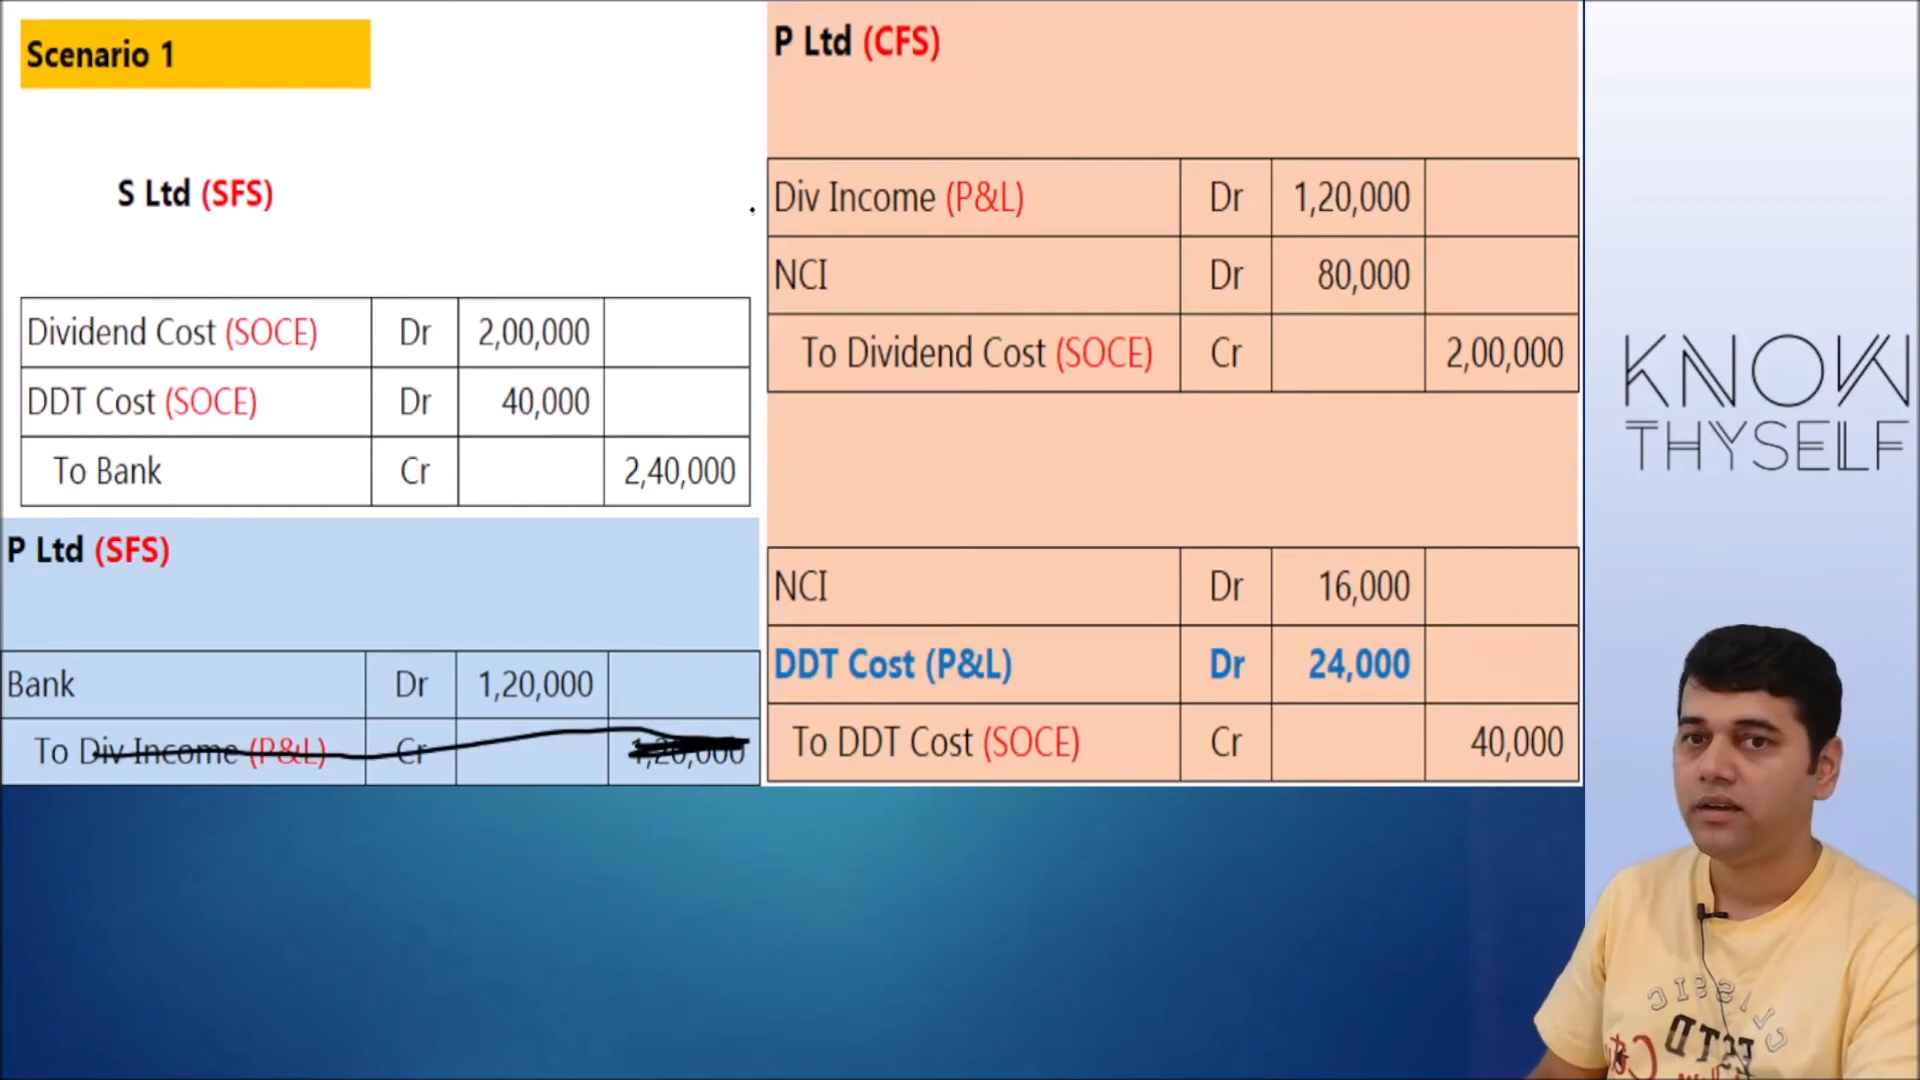 Scenario 1
S Ltd (SFS)
Dividend Cost (SOCE) Dr 2,00,000
DDT Cost (SOCE) Dr 40,000
To Bank Cr 2,40,000
P Ltd (SFS)
Bank Dr 1,20,000
To Div Income (P&L) Cr 1,20,000
P Ltd (CFS)
Div Income (P&L) Dr 1,20,000
NCI Dr 80,000
To Dividend Cost (SOCE) Cr 2,00,000
NCI Dr 16,000
DDT Cost (P&L) Dr 24,000
To DDT Cost (SOCE) Cr 40,000
KNOW
THYSELF